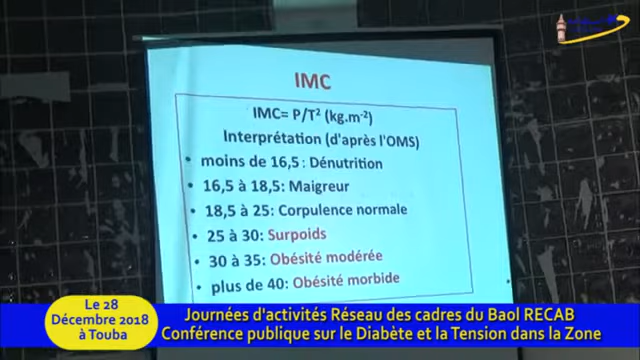 IMC
IMC= P/T² (kg.m-²)
Interprétation (d'après l'OMS)
• moins de 16,5 : Dénutrition
• 16,5 à 18,5: Maigreur
• 18,5 à 25: Corpulence normale
• 25 à 30: Surpoids
• 30 à 35: Obésité modérée
• plus de 40: Obésité morbide
Le 28
Décembre 2018
à Touba
Journées d'activités Réseau des cadres du Baol RECAB
Conférence publique sur le Diabète et la Tension dans la Zone